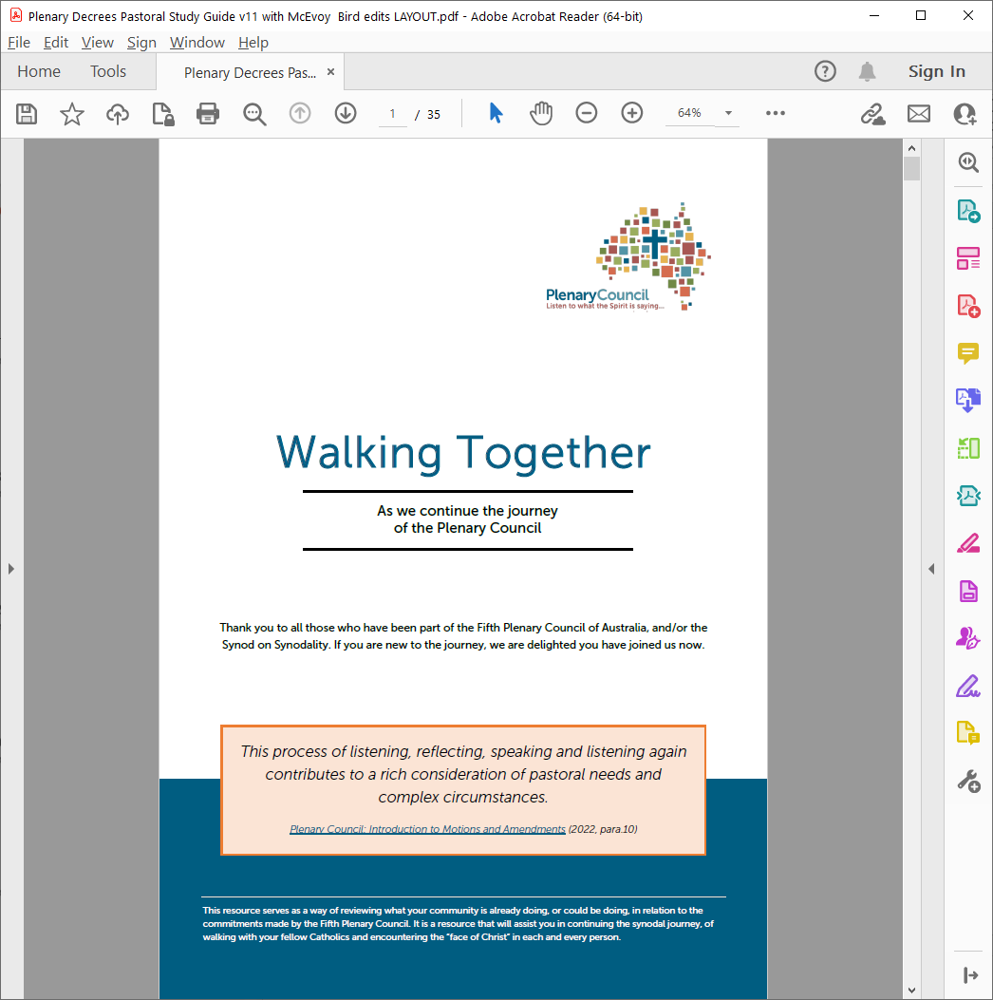 Plenary Decrees Pastoral Study Guide v11 with McEvoy  Bird edits LAYOUT.pdf - Adobe Acrobat Reader (64-bit)
File Edit View Sign Window Help
Home Tools Plenary Decrees Pas... × Sign In
1 / 35 64%
PlenaryCouncil
Listen to what the Spirit is saying...
Walking Together
As we continue the journey
of the Plenary Council
Thank you to all those who have been part of the Fifth Plenary Council of Australia, and/or the
Synod on Synodality. If you are new to the journey, we are delighted you have joined us now.
This process of listening, reflecting, speaking and listening again
contributes to a rich consideration of pastoral needs and
complex circumstances.
Plenary Council: Introduction to Motions and Amendments (2022, para.10)
This resource serves as a way of reviewing what your community is already doing, or could be doing, in relation to the
commitments made by the Fifth Plenary Council. It is a resource that will assist you in continuing the synodal journey, of
walking with your fellow Catholics and encountering the “face of Christ” in each and every person.